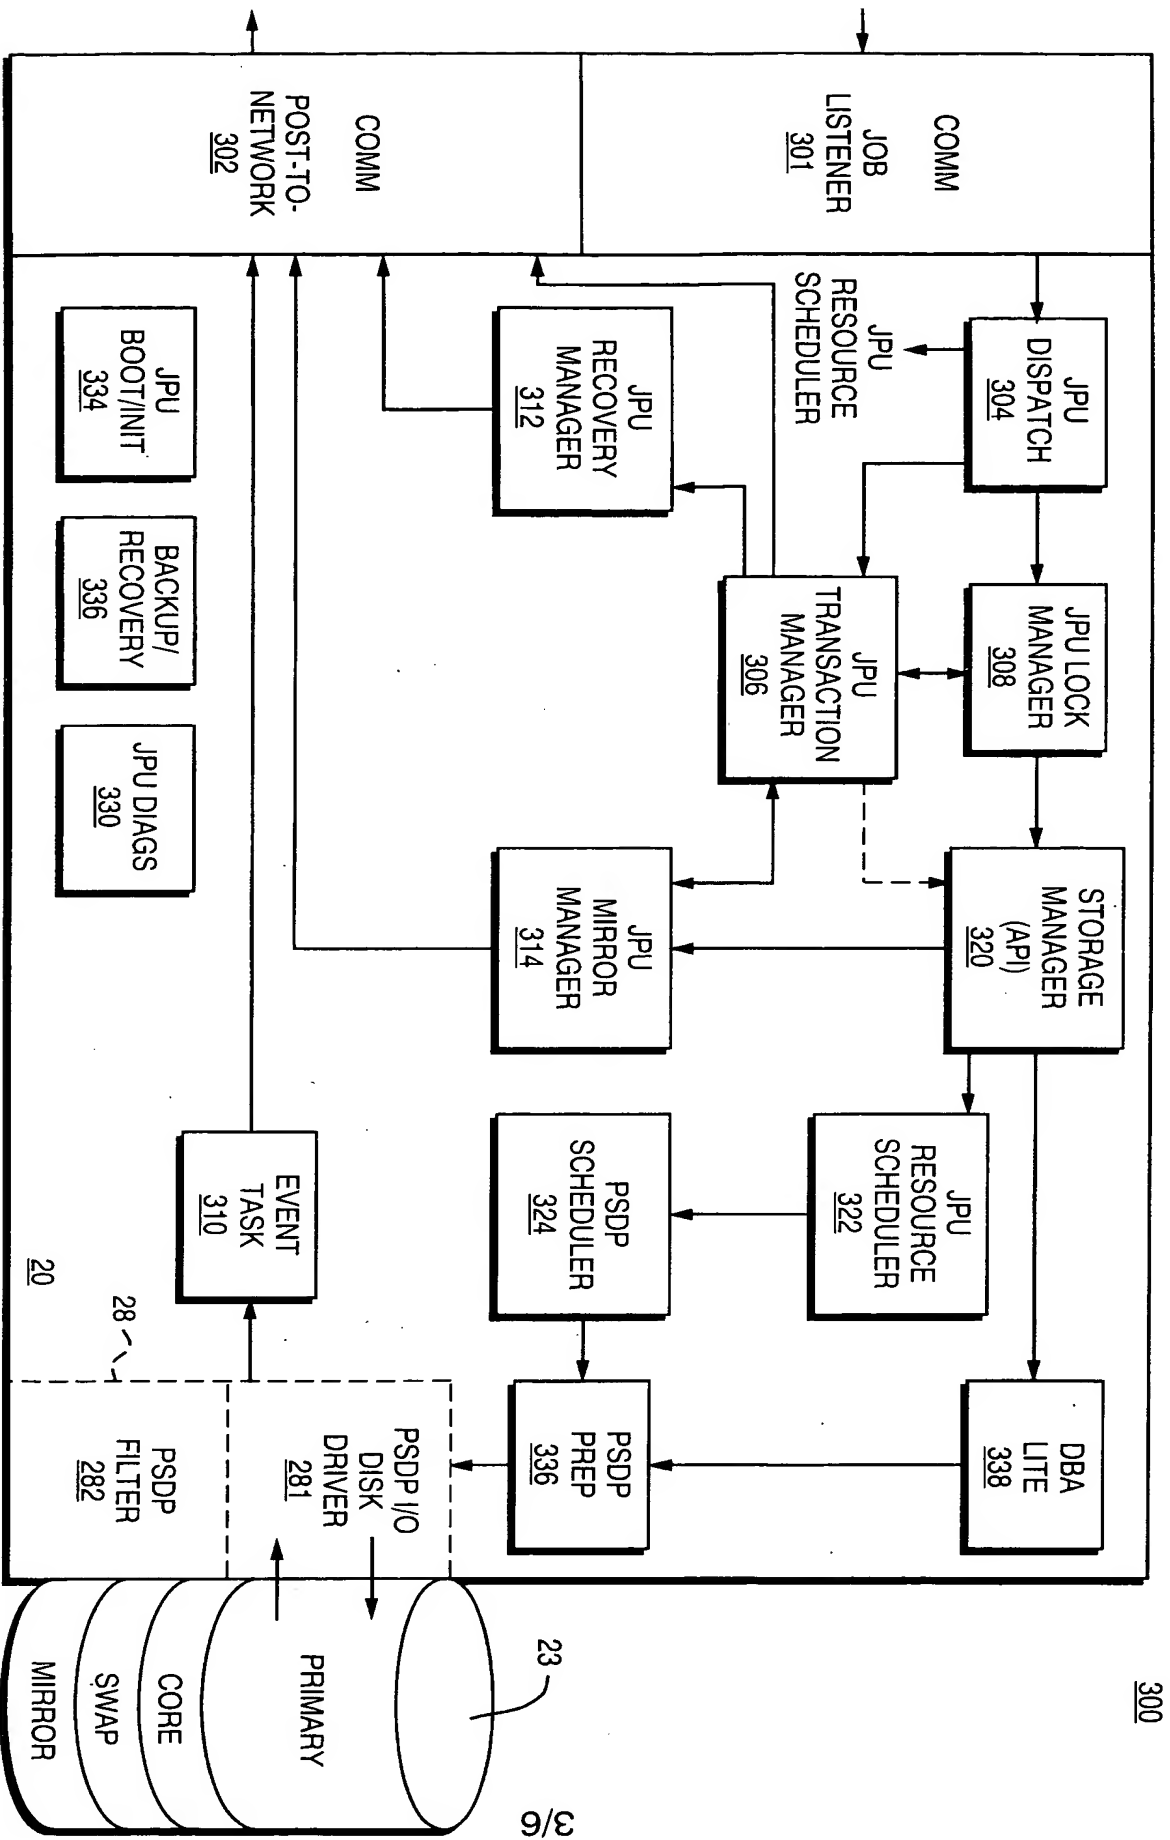 300
COMM
JOB
LISTENER
301
COMM
POST-TO-
NETWORK
302
JPU
DISPATCH
304
JPU
RESOURCE
SCHEDULER
JPU LOCK
MANAGER
308
JPU
TRANSACTION
MANAGER
306
JPU
RECOVERY
MANAGER
312
STORAGE
MANAGER
(API)
320
JPU
MIRROR
MANAGER
314
JPU
RESOURCE
SCHEDULER
322
PSDP
SCHEDULER
324
DBA
LITE
338
PSDP
PREP
336
EVENT
TASK
310
JPU
BOOT/INIT
334
BACKUP/
RECOVERY
336
JPU DIAGS
330
20
28
PSDP I/O
DISK
DRIVER
281
PSDP
FILTER
282
23
PRIMARY
CORE
SWAP
MIRROR
3/6